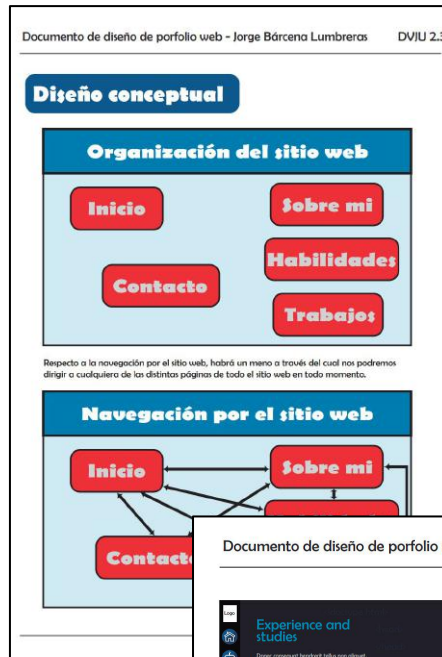 Documento de diseño de porfolio web - Jorge Bárcena Lumbreras DVJU 2.3
Diseño conceptual
Organización del sitio web
Inicio
Sobre mi
Habilidades
Contacto
Trabajos
Respecto a la navegación por el sitio web, habrá un meno a través del cual nos podremos
dirigir a cualquiera de las distintas páginas de todo el sitio web en todo momento.
Navegación por el sitio web
Inicio
Sobre mi
Contact
Documento de diseño de porfolio
Logo
Experience and
studies